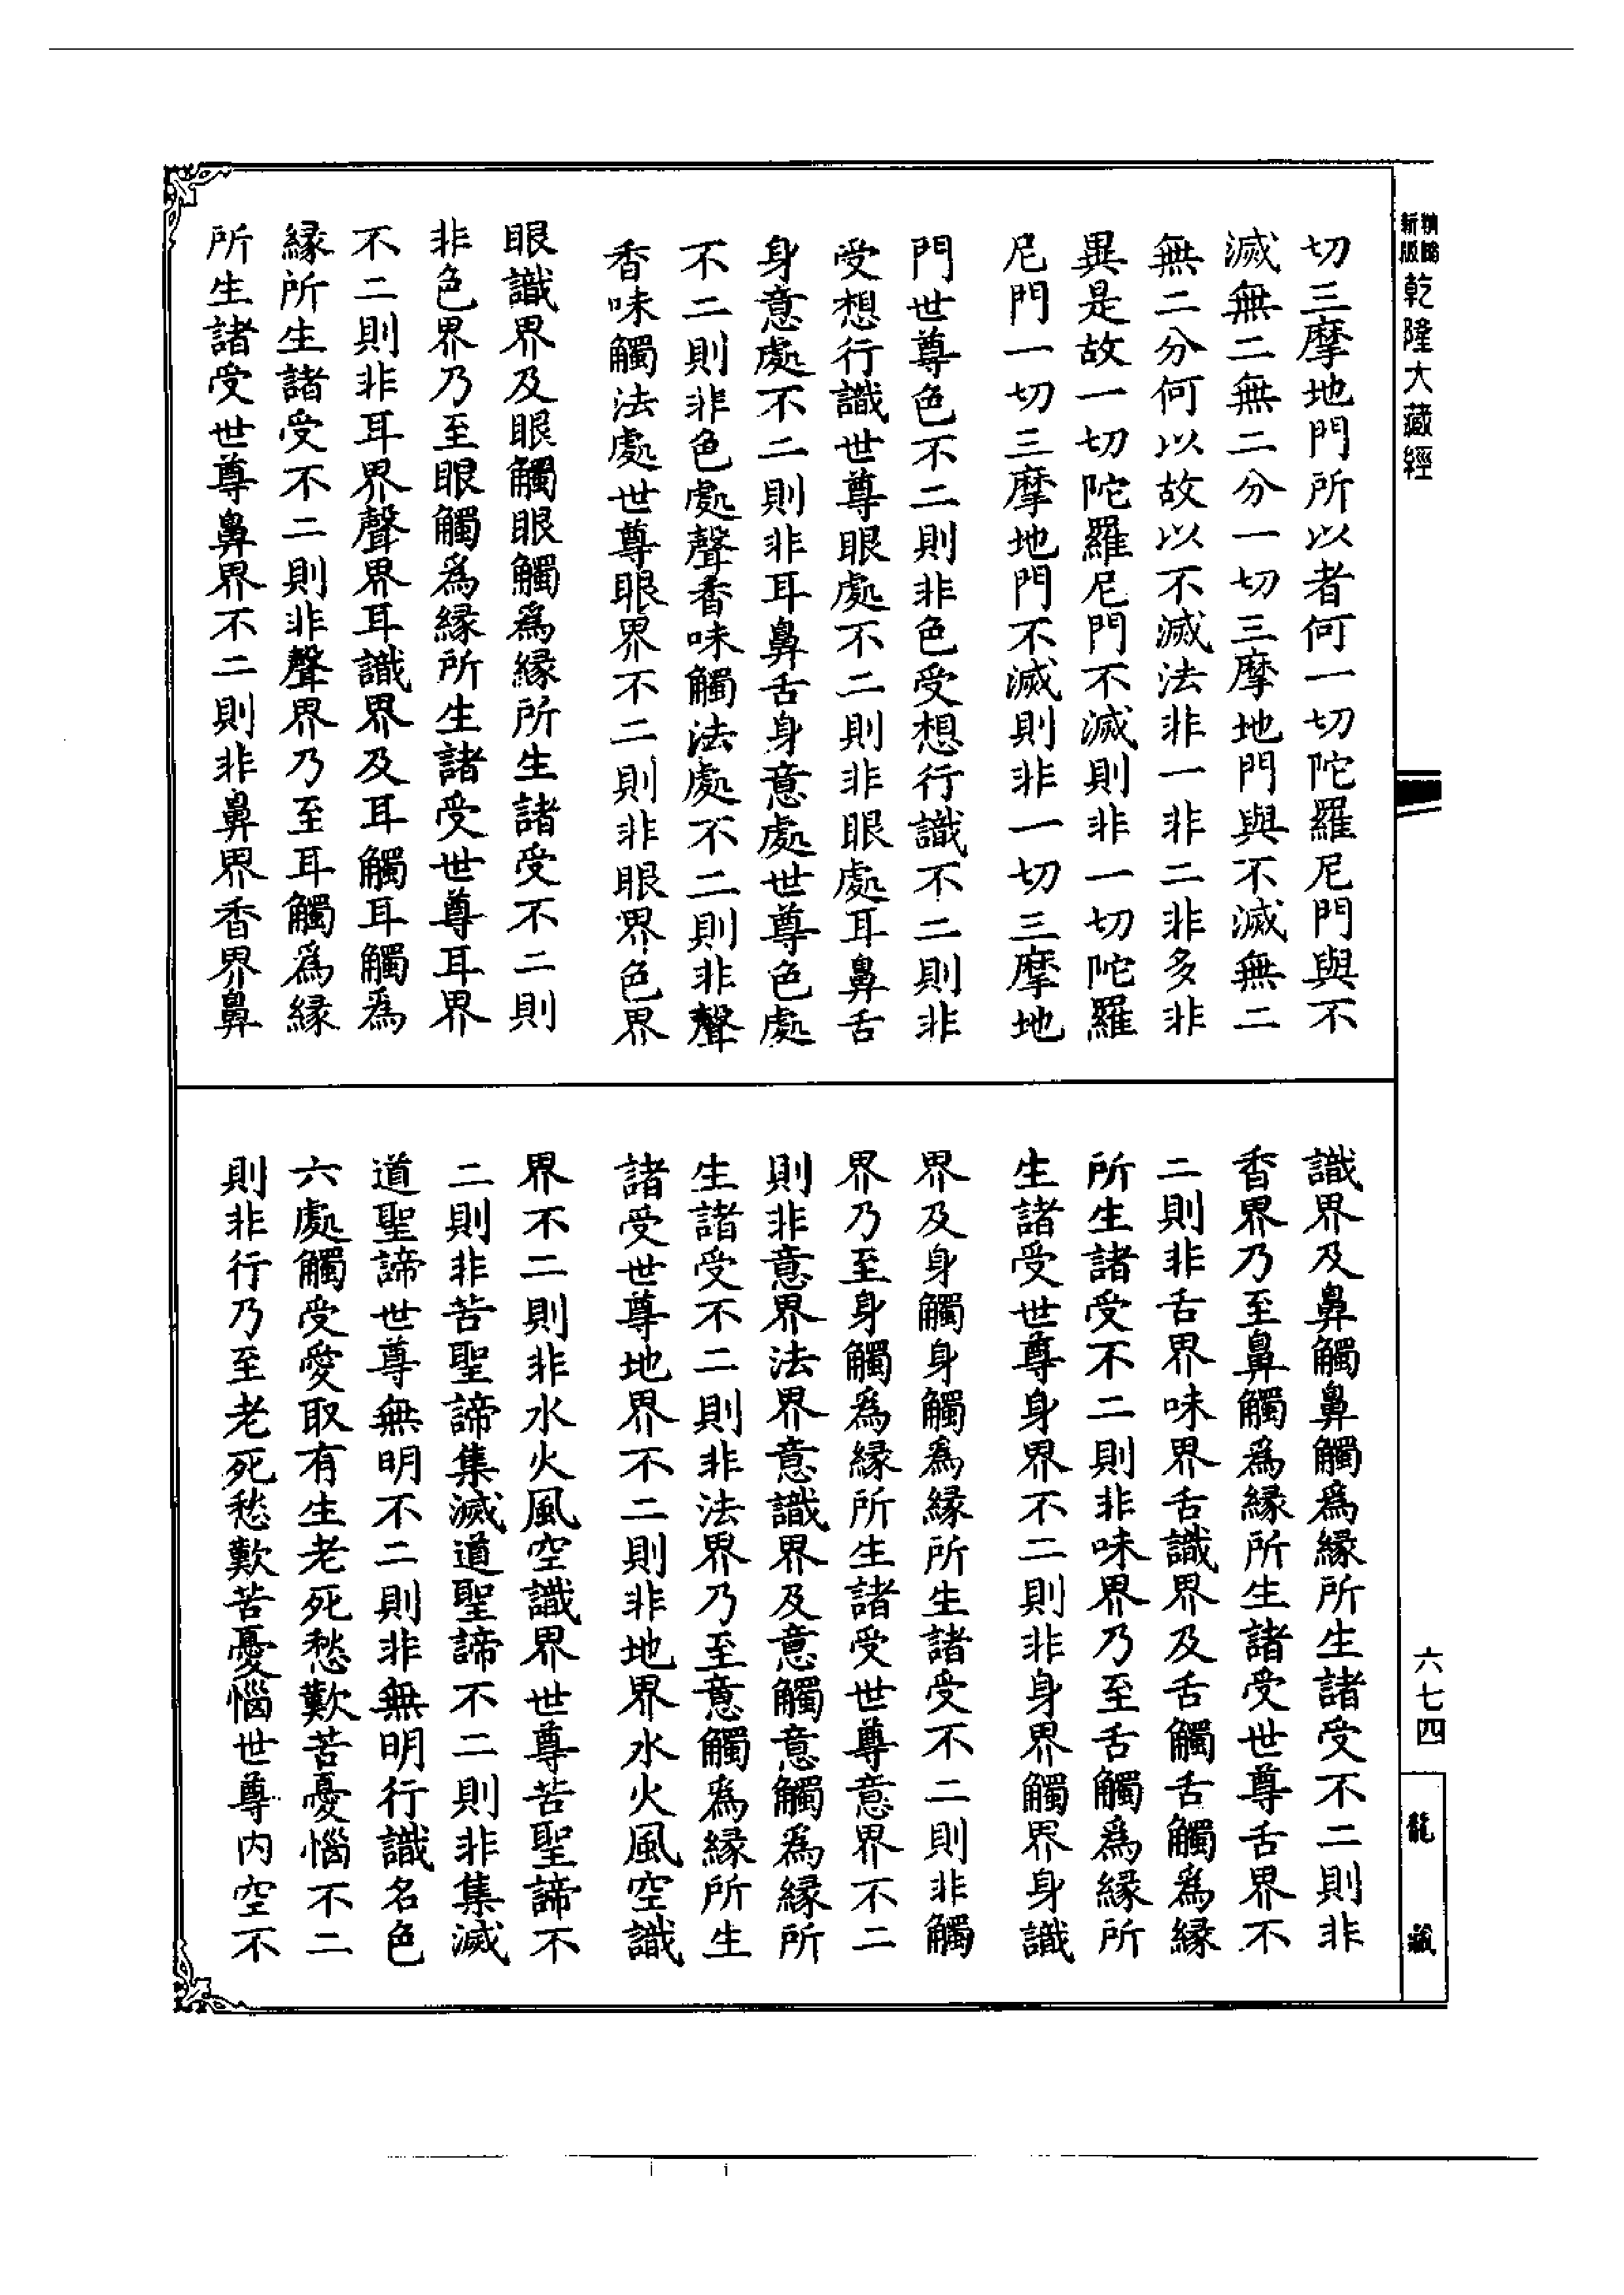 新版
乾隆大藏經
切三摩地門所以者何一切陀羅尼門與不
滅無二無二分一切三摩地門與不滅無二
無二分何以故以不滅法非一非二非多非
異是故一切陀羅尼門不滅則非一切陀羅
尼門一切三摩地門不滅則非一切三摩地
門世尊色不二則非色受想行識不二則非
受想行識世尊眼處不二則非眼處耳鼻舌
身意處不二則非耳鼻舌身意處世尊色處
不二則非色處聲香味觸法處不二則非聲
香味觸法處世尊眼界不二則非眼界色界
眼識界及眼觸眼觸為緣所生諸受不二則
非色界乃至眼觸為緣所生諸受世尊耳界
不二則非耳界聲界耳識界及耳觸耳觸為
緣所生諸受不二則非聲界乃至耳觸為緣
所生諸受世尊鼻界不二則非鼻界香界鼻
識界及鼻觸鼻觸為緣所生諸受不二則非
香界乃至鼻觸為緣所生諸受世尊舌界不
二則非舌界味界舌識界及舌觸舌觸為緣
所生諸受不二則非味界乃至舌觸為緣所
生諸受世尊身界不二則非身界觸界身識
界及身觸身觸為緣所生諸受不二則非觸
界乃至身觸為緣所生諸受世尊意界不二
則非意界法界意識界及意觸意觸為緣所
生諸受不二則非法界乃至意觸為緣所生
諸受世尊地界不二則非地界水火風空識
界不二則非水火風空識界世尊苦聖諦不
二則非苦聖諦集滅道聖諦不二則非集滅
道聖諦世尊無明不二則非無明行識名色
六處觸受愛取有生老死愁歎苦憂惱不二
則非行乃至老死愁歎苦憂惱世尊內空不
六七四
龍藏